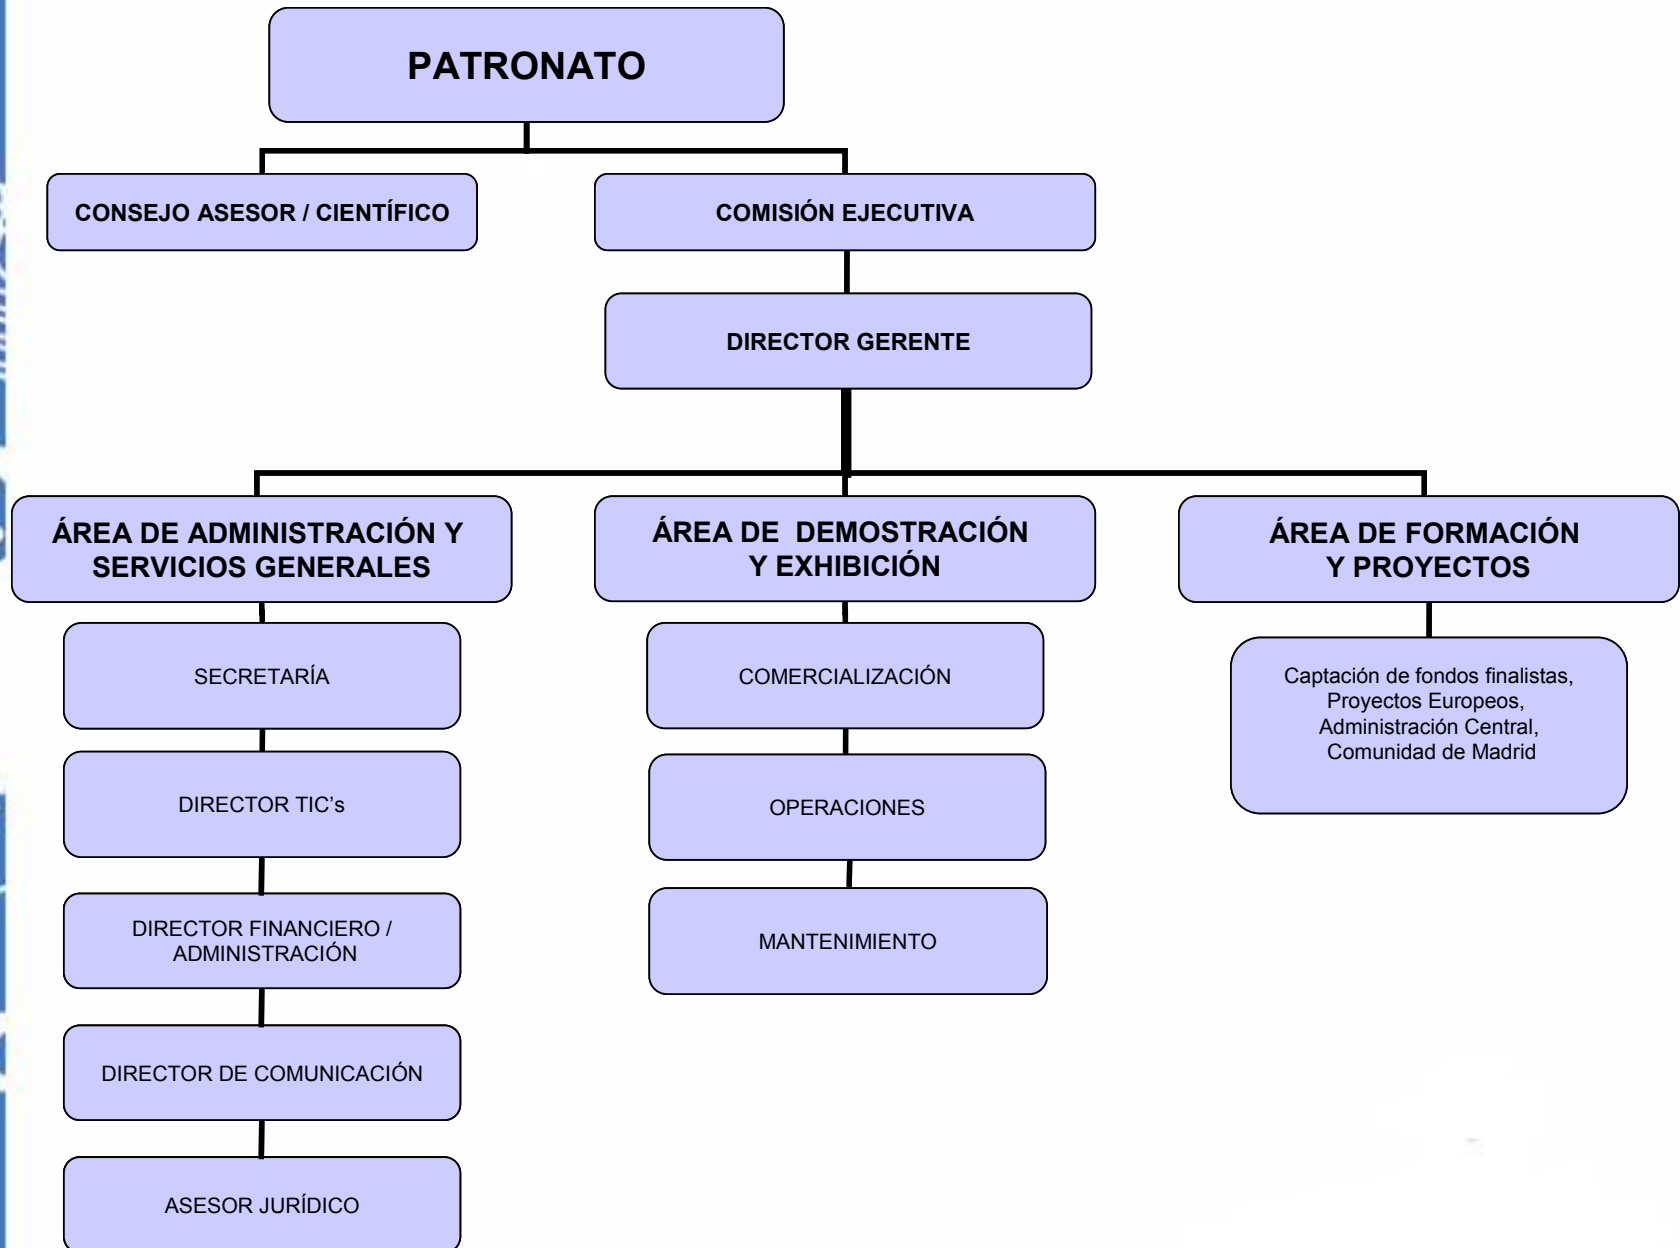 PATRONATO
CONSEJO ASESOR / CIENTÍFICO
COMISIÓN EJECUTIVA
DIRECTOR GERENTE
ÁREA DE ADMINISTRACIÓN Y
SERVICIOS GENERALES
ÁREA DE DEMOSTRACIÓN
Y EXHIBICIÓN
ÁREA DE FORMACIÓN
Y PROYECTOS
SECRETARÍA
DIRECTOR TIC’s
DIRECTOR FINANCIERO /
ADMINISTRACIÓN
DIRECTOR DE COMUNICACIÓN
ASESOR JURÍDICO
COMERCIALIZACIÓN
OPERACIONES
MANTENIMIENTO
Captación de fondos finalistas,
Proyectos Europeos,
Administración Central,
Comunidad de Madrid